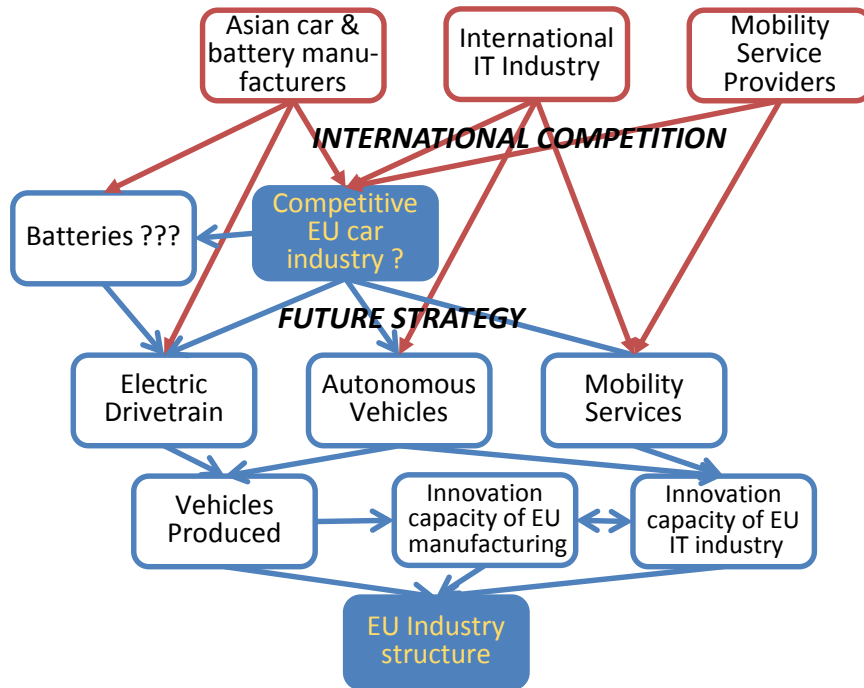 Asian car &
battery manu-
facturers
International
IT Industry
Mobility
Service
Providers
INTERNATIONAL COMPETITION
Batteries ???
Competitive
EU car
industry ?
FUTURE STRATEGY
Electric
Drivetrain
Autonomous
Vehicles
Mobility
Services
Vehicles
Produced
Innovation
capacity of EU
manufacturing
Innovation
capacity of EU
IT industry
EU Industry
structure